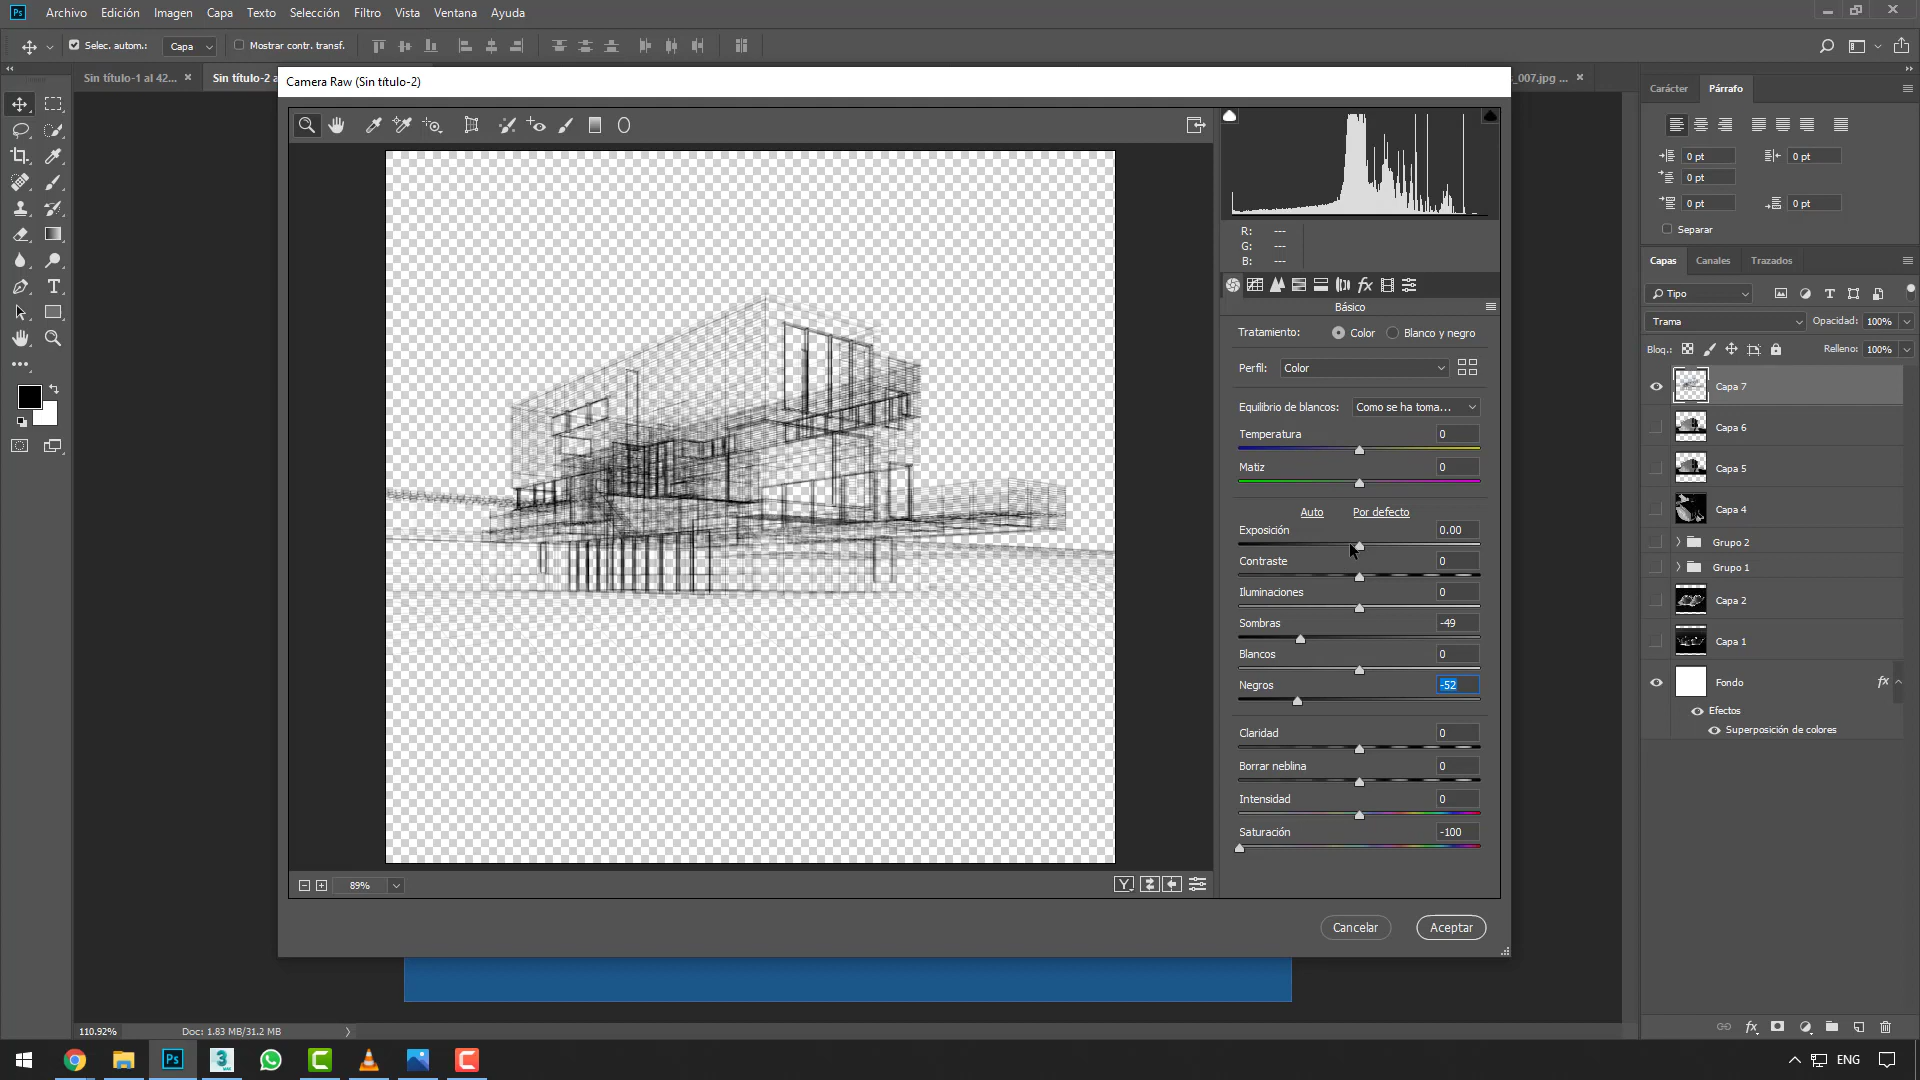 Ps Archivo Edición Imagen Capa Texto Selección Filtro Vista Ventana Ayuda
Selec. autom.: Capa Mostrar contr. transf.
Sin título-1 al 42... × Sin título-2 a _007.jpg ... ×
Camera Raw (Sin título-2)
Carácter Párrafo
0 pt 0 pt
0 pt
0 pt 0 pt
Separar
R: ---
G: ---
B: ---
Básico
Tratamiento: Color Blanco y negro
Perfil: Color
Equilibrio de blancos: Como se ha toma...
Temperatura 0
Matiz 0
Auto Por defecto
Exposición 0.00
Contraste 0
Iluminaciones 0
Sombras -49
Blancos 0
Negros -52
Claridad 0
Borrar neblina 0
Intensidad 0
Saturación -100
89%
Y
Cancelar Aceptar
Capas Canales Trazados
Tipo
Trama Opacidad: 100%
Bloq.: Relleno: 100%
Capa 7
Capa 6
Capa 5
Capa 4
Grupo 2
Grupo 1
Capa 2
Capa 1
Fondo fx
Efectos
Superposición de colores
110.92% Doc: 1.83 MB/31.2 MB
ENG